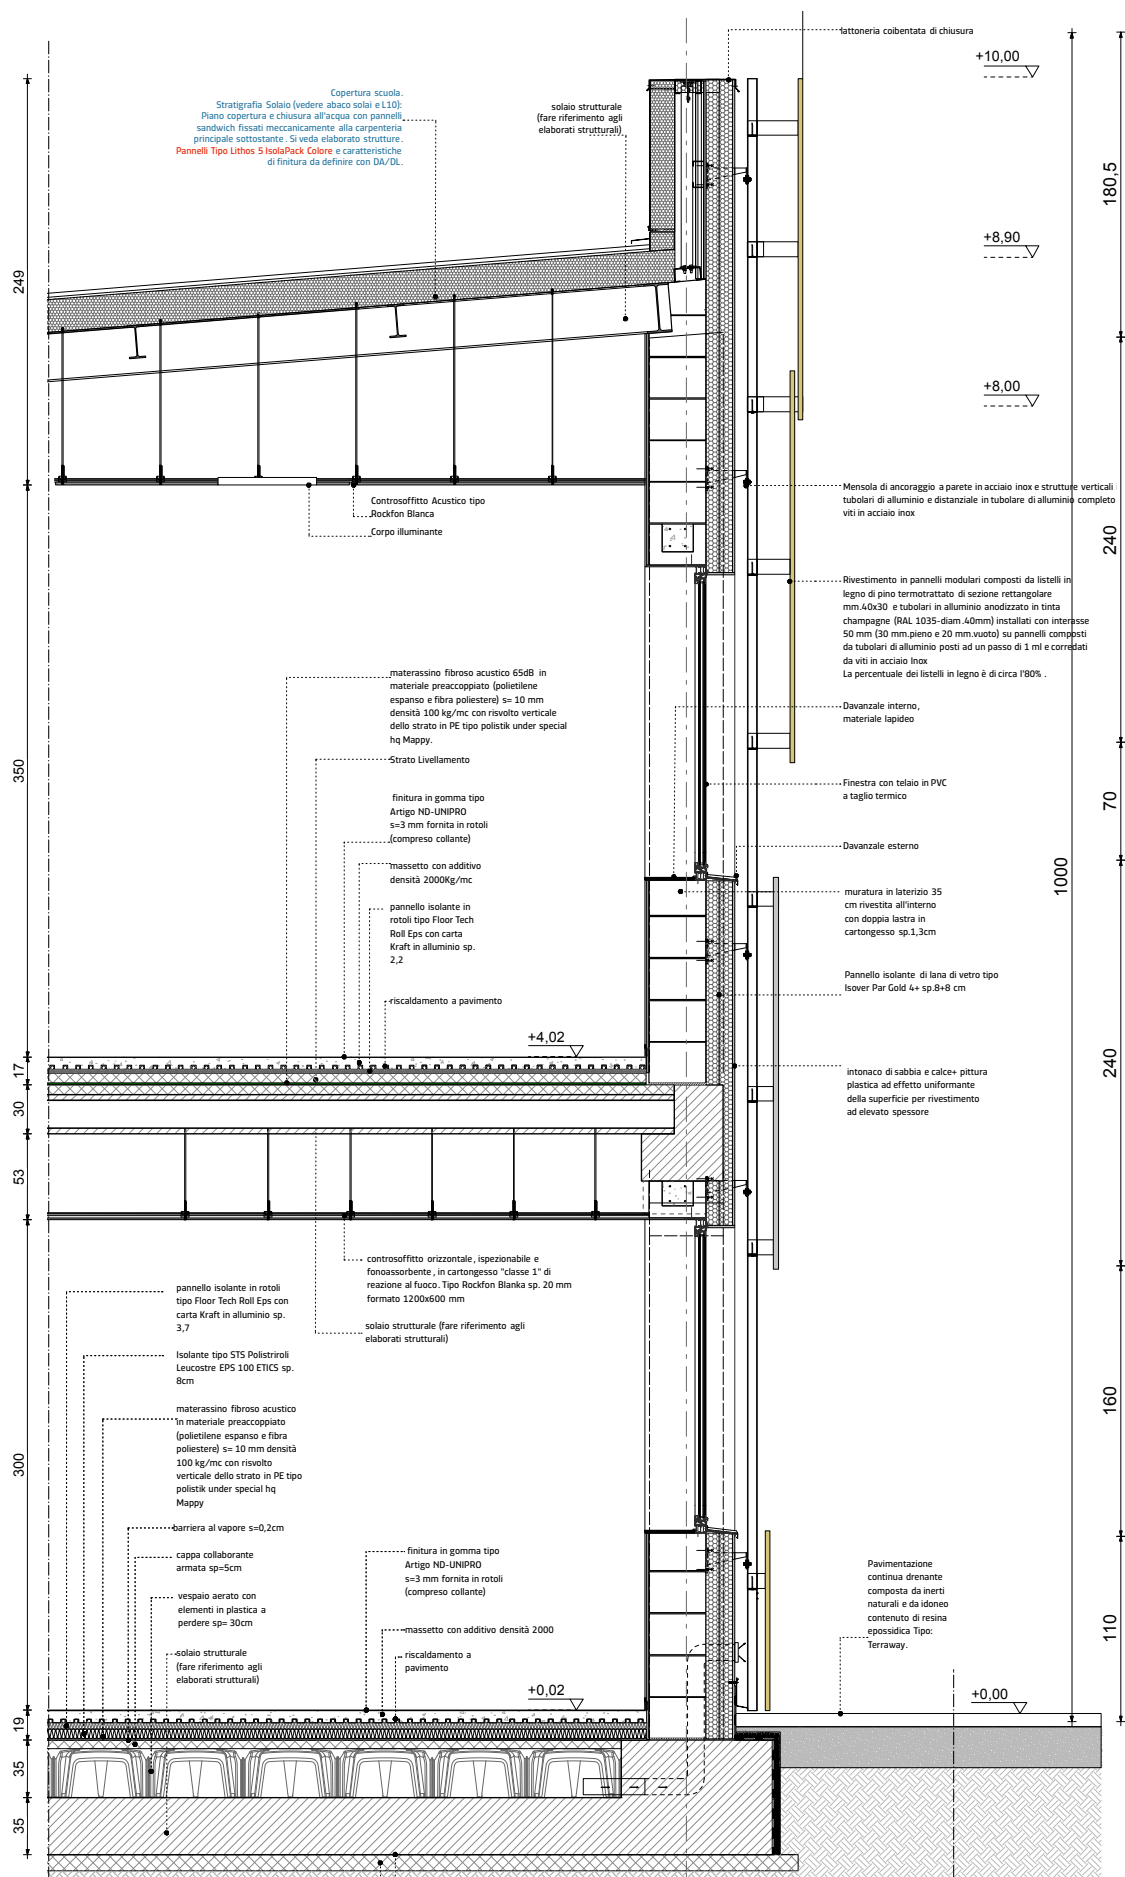 lattoneria coibentata di chiusura
+10,00
Copertura scuola.
Stratigrafia Solaio (vedere abaco solai e L10):
Piano copertura e chiusura all'acqua con pannelli
sandwich fissati meccanicamente alla carpenteria
principale sottostante. Si veda elaborato strutture.
Pannelli Tipo Lithos 5 IsolaPack Colore e caratteristiche
di finitura da definire con DA/DL.
solaio strutturale
(fare riferimento agli
elaborati strutturali)
180,5
+8,90
249
+8,00
Controsoffitto Acustico tipo
Rockfon Blanca
Corpo illuminante
Mensola di ancoraggio a parete in acciaio inox e strutture verticali
tubolari di alluminio e distanziale in tubolare di alluminio completo
viti in acciaio inox
240
Rivestimento in pannelli modulari composti da listelli in
legno di pino termotrattato di sezione rettangolare
mm.40x30 e tubolari in alluminio anodizzato in tinta
champagne (RAL 1035-diam.40mm) installati con interasse
50 mm (30 mm.pieno e 20 mm.vuoto) su pannelli composti
da tubolari di alluminio posti ad un passo di 1 ml e corredati
da viti in acciaio Inox
La percentuale dei listelli in legno è di circa l'80% .
materassino fibroso acustico 65dB in
materiale preaccoppiato (polietilene
espanso e fibra poliestere) s= 10 mm
densità 100 kg/mc con risvolto verticale
dello strato in PE tipo polistik under special
hq Mappy.
Davanzale interno,
materiale lapideo
Strato Livellamento
350
Finestra con telaio in PVC
a taglio termico
70
finitura in gomma tipo
Artigo ND-UNIPRO
s=3 mm fornita in rotoli
(compreso collante)
Davanzale esterno
massetto con additivo
densità 2000Kg/mc
1000
muratura in laterizio 35
cm rivestita all'interno
con doppia lastra in
cartongesso sp.1,3cm
pannello isolante in
rotoli tipo Floor Tech
Roll Eps con carta
Kraft in alluminio sp.
2,2
Pannello isolante di lana di vetro tipo
Isover Par Gold 4+ sp.8+8 cm
riscaldamento a pavimento
+4,02
17
240
intonaco di sabbia e calce+ pittura
plastica ad effetto uniformante
della superficie per rivestimento
ad elevato spessore
30
53
controsoffitto orizzontale, ispezionabile e
fonoassorbente, in cartongesso "classe 1" di
reazione al fuoco. Tipo Rockfon Blanka sp. 20 mm
formato 1200x600 mm
pannello isolante in rotoli
tipo Floor Tech Roll Eps con
carta Kraft in alluminio sp.
3,7
solaio strutturale (fare riferimento agli
elaborati strutturali)
Isolante tipo STS Polistriroli
Leucostre EPS 100 ETICS sp.
8cm
160
materassino fibroso acustico
in materiale preaccoppiato
(polietilene espanso e fibra
poliestere) s= 10 mm densità
100 kg/mc con risvolto
verticale dello strato in PE tipo
polistik under special hq
Mappy
300
barriera al vapore s=0,2cm
cappa collaborante
armata sp=5cm
finitura in gomma tipo
Artigo ND-UNIPRO
s=3 mm fornita in rotoli
(compreso collante)
Pavimentazione
continua drenante
composta da inerti
naturali e da idoneo
contenuto di resina
epossidica Tipo:
Terraway.
vespaio aerato con
elementi in plastica a
perdere sp= 30cm
massetto con additivo densità 2000
110
solaio strutturale
(fare riferimento agli
elaborati strutturali)
riscaldamento a
pavimento
+0,02
+0,00
19
35
35